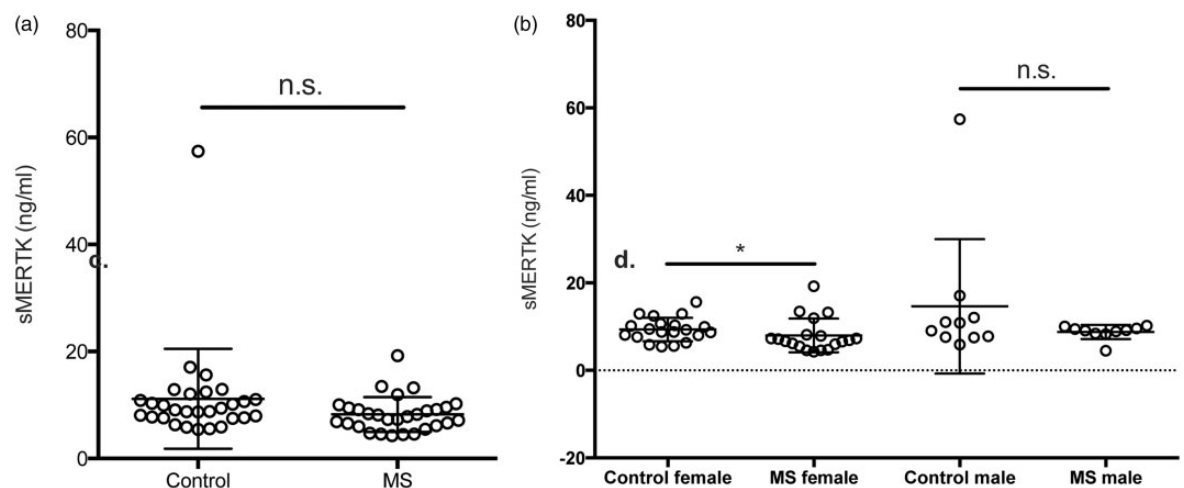 (a)
80
60
40
20
0
sMERTK (ng/ml)
n.s.
c.
Control
MS
(b)
80
60
40
20
0
-20
sMERTK (ng/ml)
n.s.
d.
*
Control female
MS female
Control male
MS male